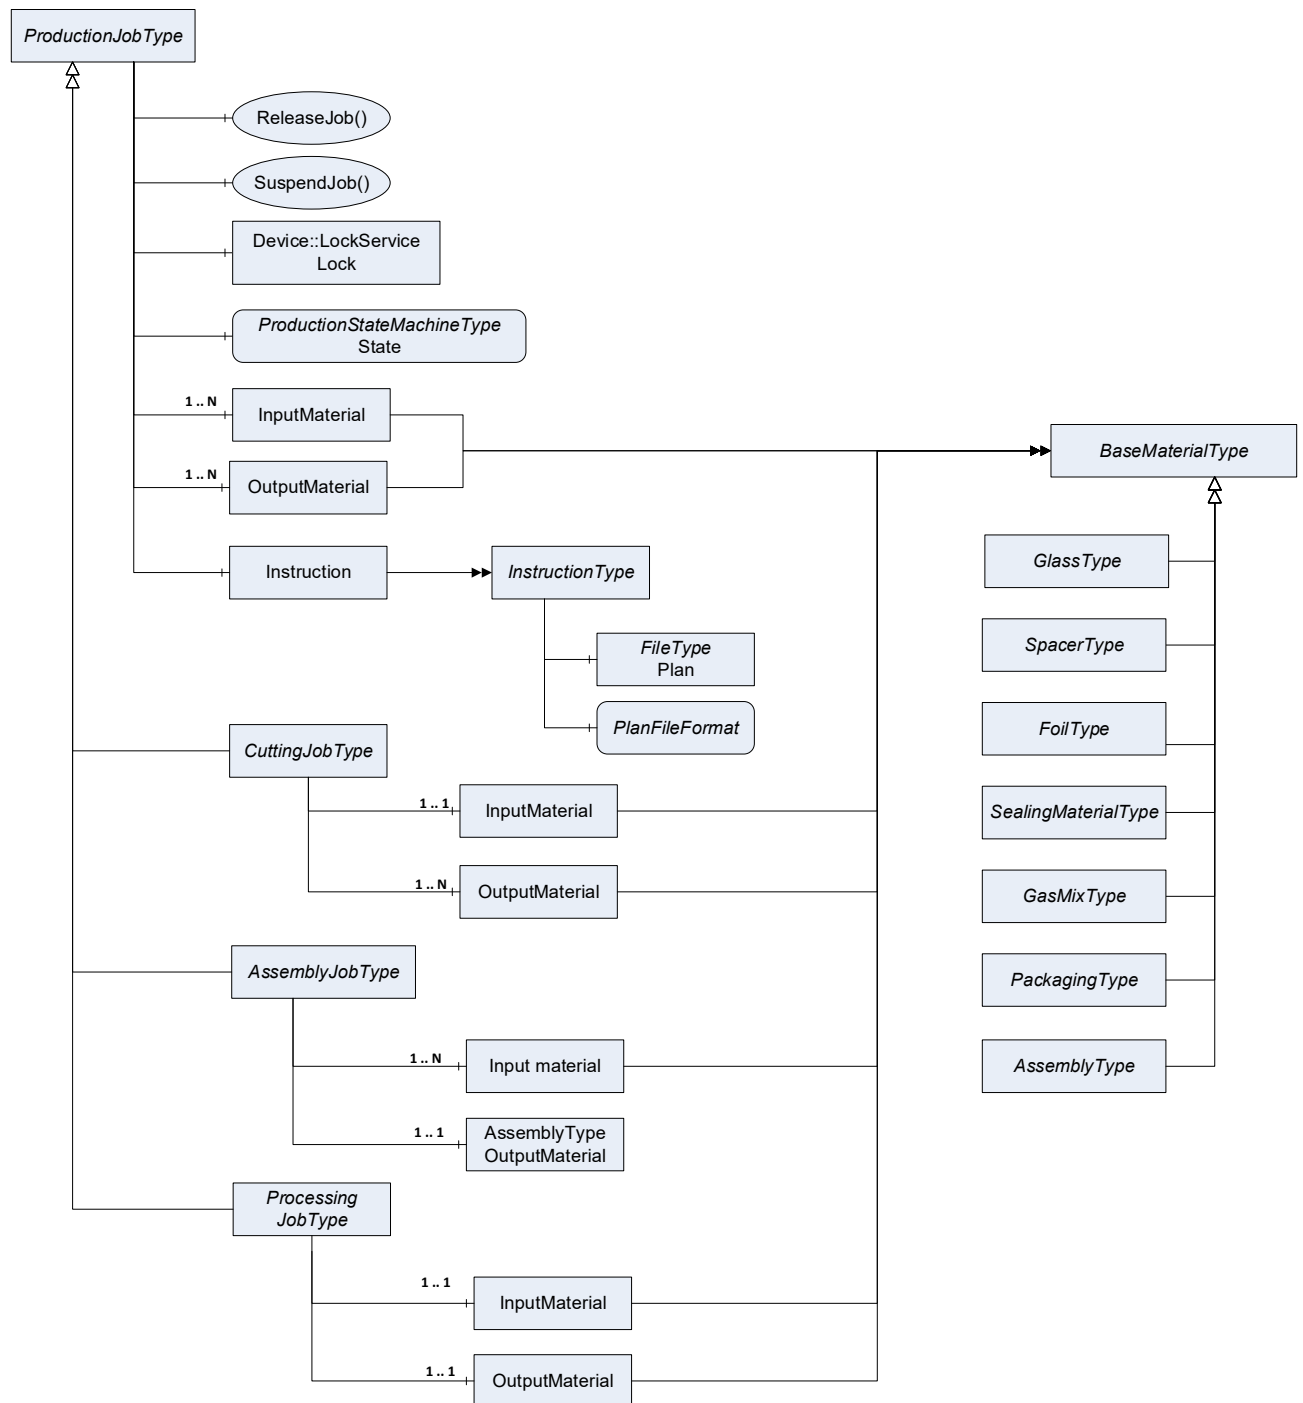 ProductionJobType
ReleaseJob()
SuspendJob()
Device::LockService
Lock
ProductionStateMachineType
State
1 .. N
InputMaterial
1 .. N
OutputMaterial
BaseMaterialType
Instruction
InstructionType
FileType
Plan
PlanFileFormat
GlassType
SpacerType
FoilType
SealingMaterialType
GasMixType
PackagingType
AssemblyType
CuttingJobType
1 .. 1
InputMaterial
1 .. N
OutputMaterial
AssemblyJobType
1 .. N
Input material
1 .. 1
AssemblyType
OutputMaterial
Processing
JobType
1 .. 1
InputMaterial
1 .. 1
OutputMaterial